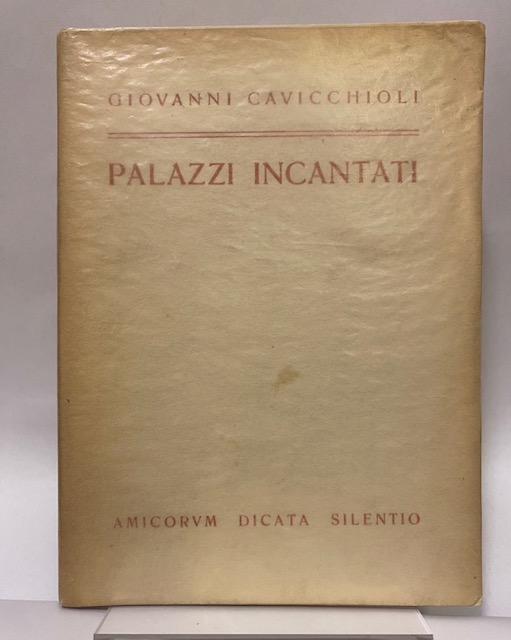 GIOVANNI CAVICCHIOLI
PALAZZI INCANTATI
AMICORVM DICATA SILENTIO